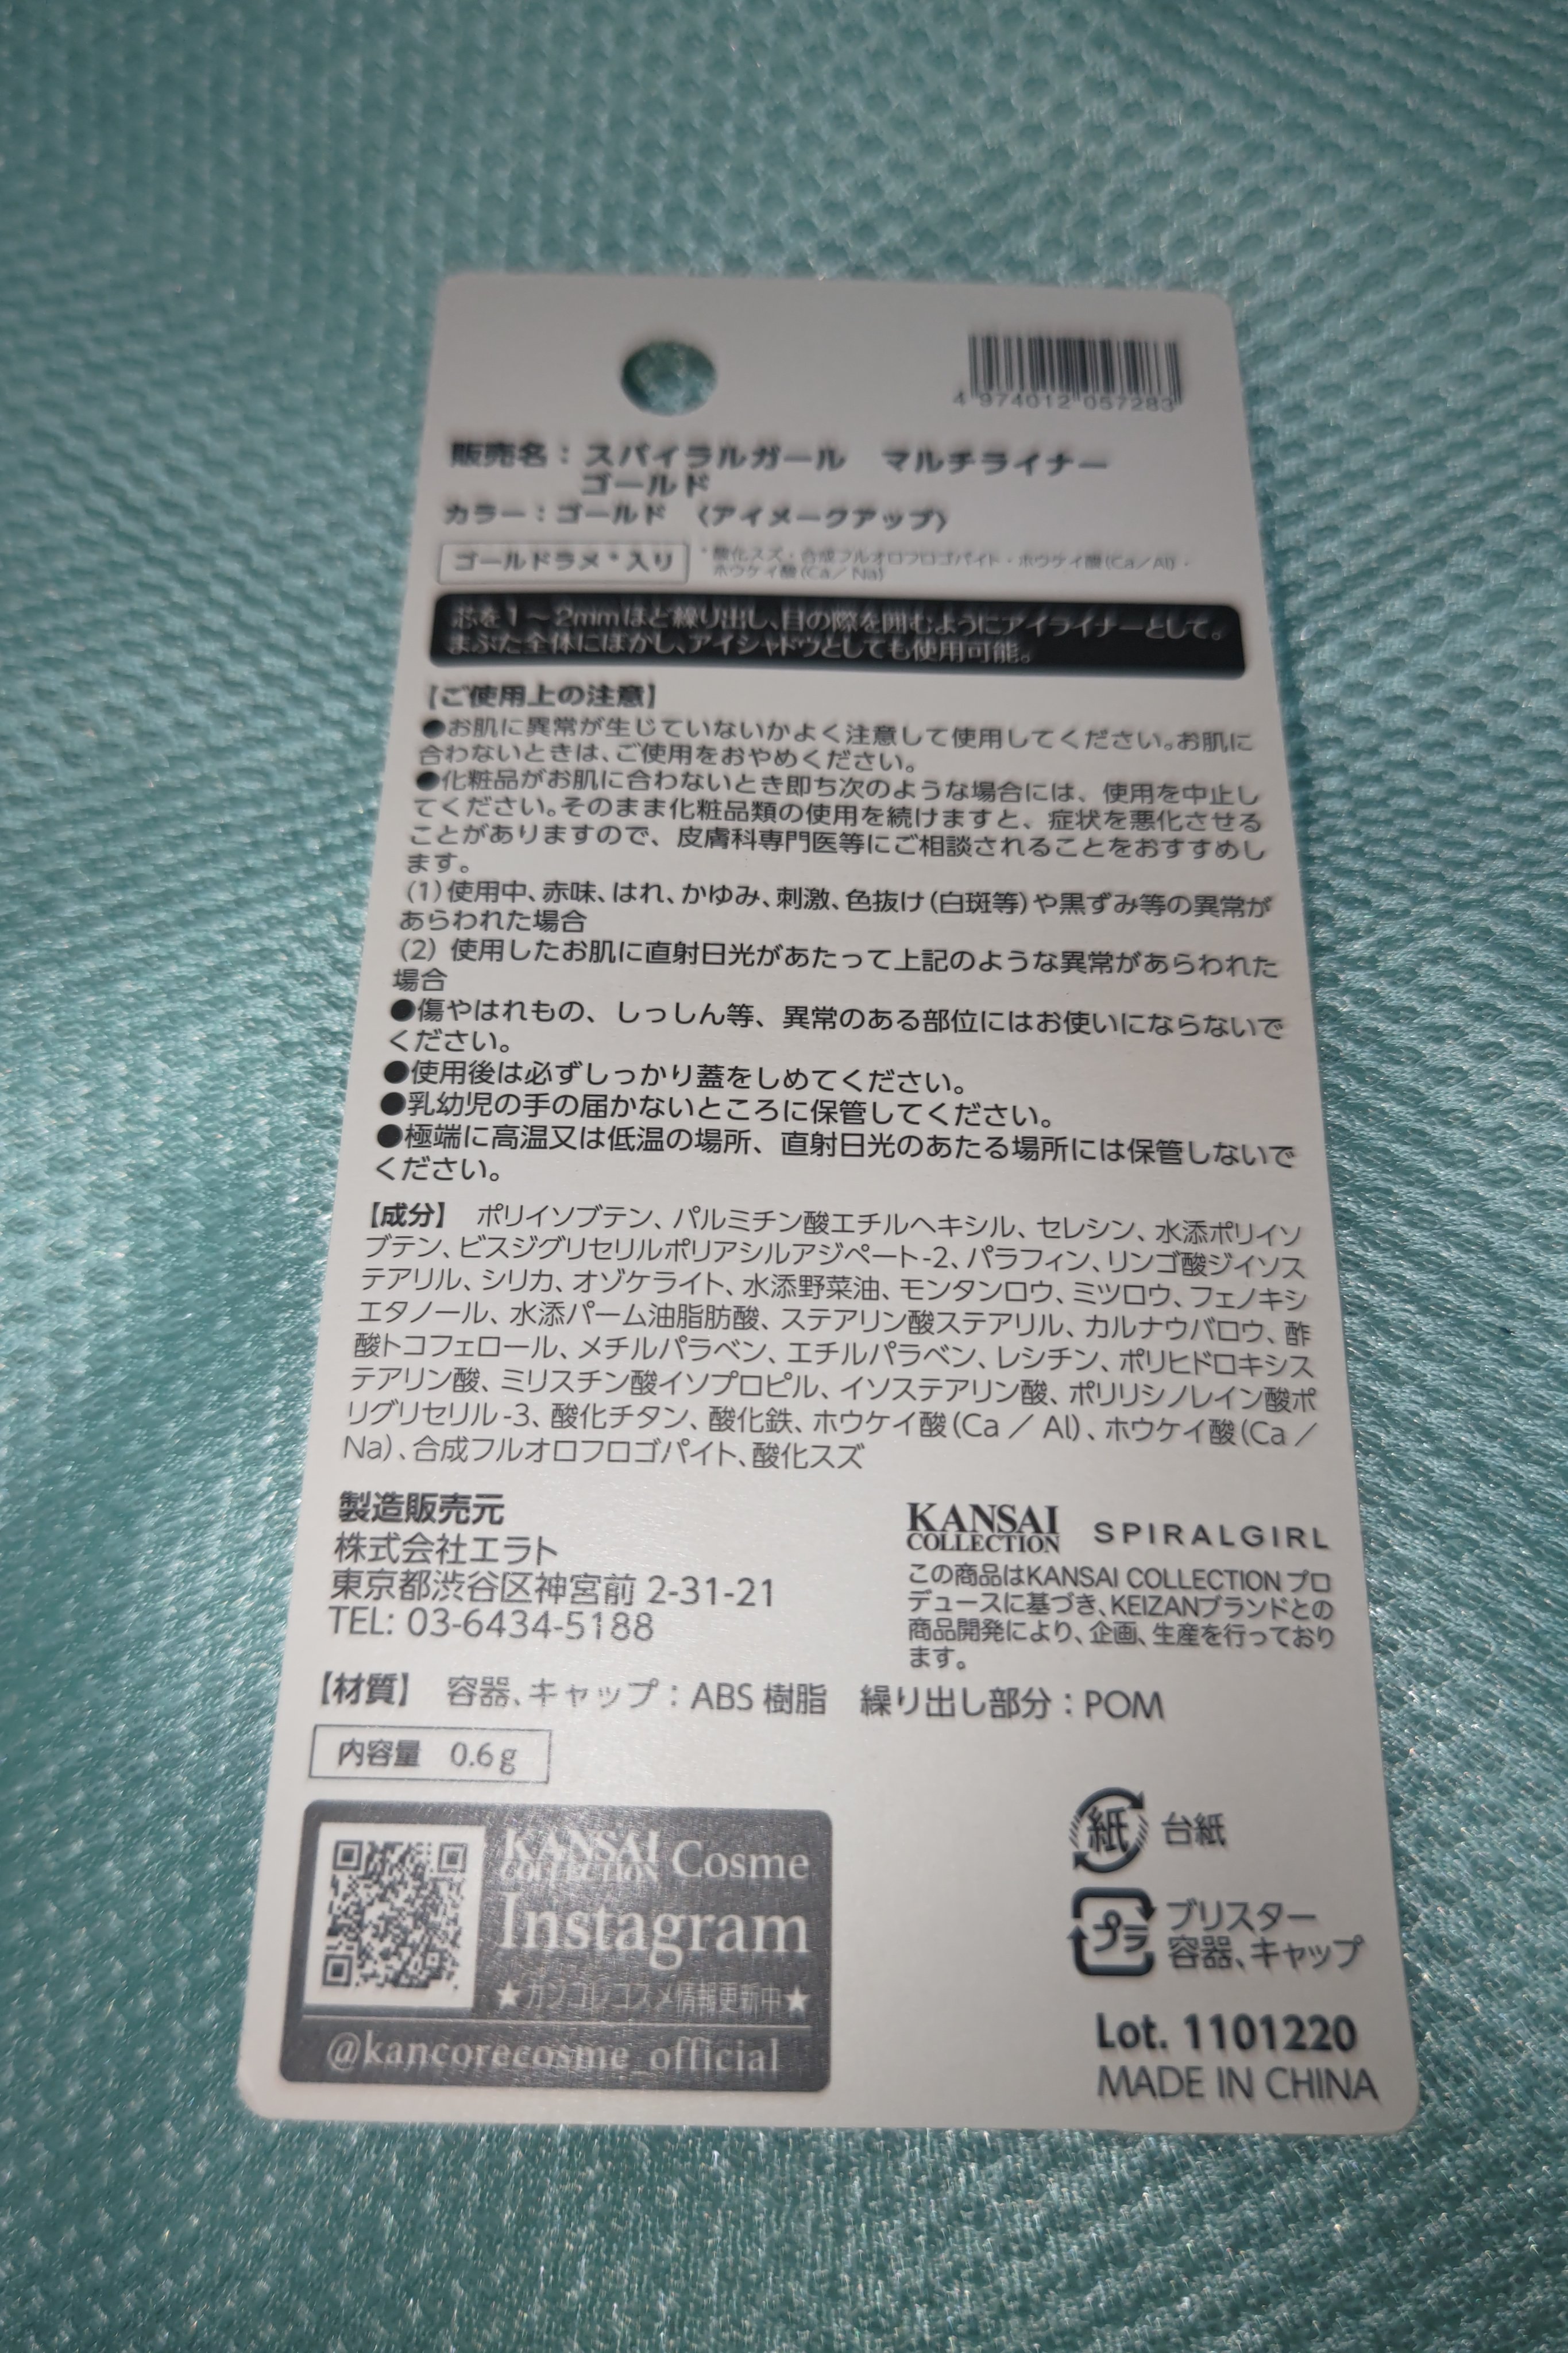 4 974012 057283
販売名：スパイラルガール　マルチライナー
ゴールド
カラー：ゴールド　〈アイメークアップ〉
ゴールドラメ*入り
*酸化スズ・合成フルオロフロゴパイト・ホウケイ酸(Ca／Al)・
ホウケイ酸(Ca／Na)
芯を1～2mmほど繰り出し、目の際を囲むようにアイライナーとして。
まぶた全体にぼかし、アイシャドウとしても使用可能。
【ご使用上の注意】
●お肌に異常が生じていないかよく注意して使用してください。お肌に
合わないときは、ご使用をおやめください。
●化粧品がお肌に合わないとき即ち次のような場合には、使用を中止し
てください。そのまま化粧品類の使用を続けますと、症状を悪化させる
ことがありますので、皮膚科専門医等にご相談されることをおすすめし
ます。
(1)使用中、赤味、はれ、かゆみ、刺激、色抜け(白斑等)や黒ずみ等の異常が
あらわれた場合
(2) 使用したお肌に直射日光があたって上記のような異常があらわれた
場合
●傷やはれもの、しっしん等、異常のある部位にはお使いにならないで
ください。
●使用後は必ずしっかり蓋をしめてください。
●乳幼児の手の届かないところに保管してください。
●極端に高温又は低温の場所、直射日光のあたる場所には保管しないで
ください。
【成分】　ポリイソブテン、パルミチン酸エチルヘキシル、セレシン、水添ポリイソ
ブテン、ビスジグリセリルポリアシルアジペート-2、パラフィン、リンゴ酸ジイソス
テアリル、シリカ、オゾケライト、水添野菜油、モンタンロウ、ミツロウ、フェノキシ
エタノール、水添パーム油脂肪酸、ステアリン酸ステアリル、カルナウバロウ、酢
酸トコフェロール、メチルパラベン、エチルパラベン、レシチン、ポリヒドロキシス
テアリン酸、ミリスチン酸イソプロピル、イソステアリン酸、ポリリシノレイン酸ポ
リグリセリル-3、酸化チタン、酸化鉄、ホウケイ酸(Ca ／ Al)、ホウケイ酸(Ca ／
Na)、合成フルオロフロゴパイト、酸化スズ
製造販売元
株式会社エラト
東京都渋谷区神宮前 2-31-21
TEL: 03-6434-5188
KANSAI
COLLECTION
SPIRALGIRL
この商品はKANSAI COLLECTION プロ
デュースに基づき、KEIZANブランドとの
商品開発により、企画、生産を行っており
ます。
【材質】　容器、キャップ：ABS 樹脂　繰り出し部分：POM
内容量　0.6g
KANSAI
COLLECTION Cosme
Instagram
★カンコレコスメ情報更新中★
@kancorecosme_official
紙 台紙
プラ ブリスター
容器、キャップ
Lot. 1101220
MADE IN CHINA